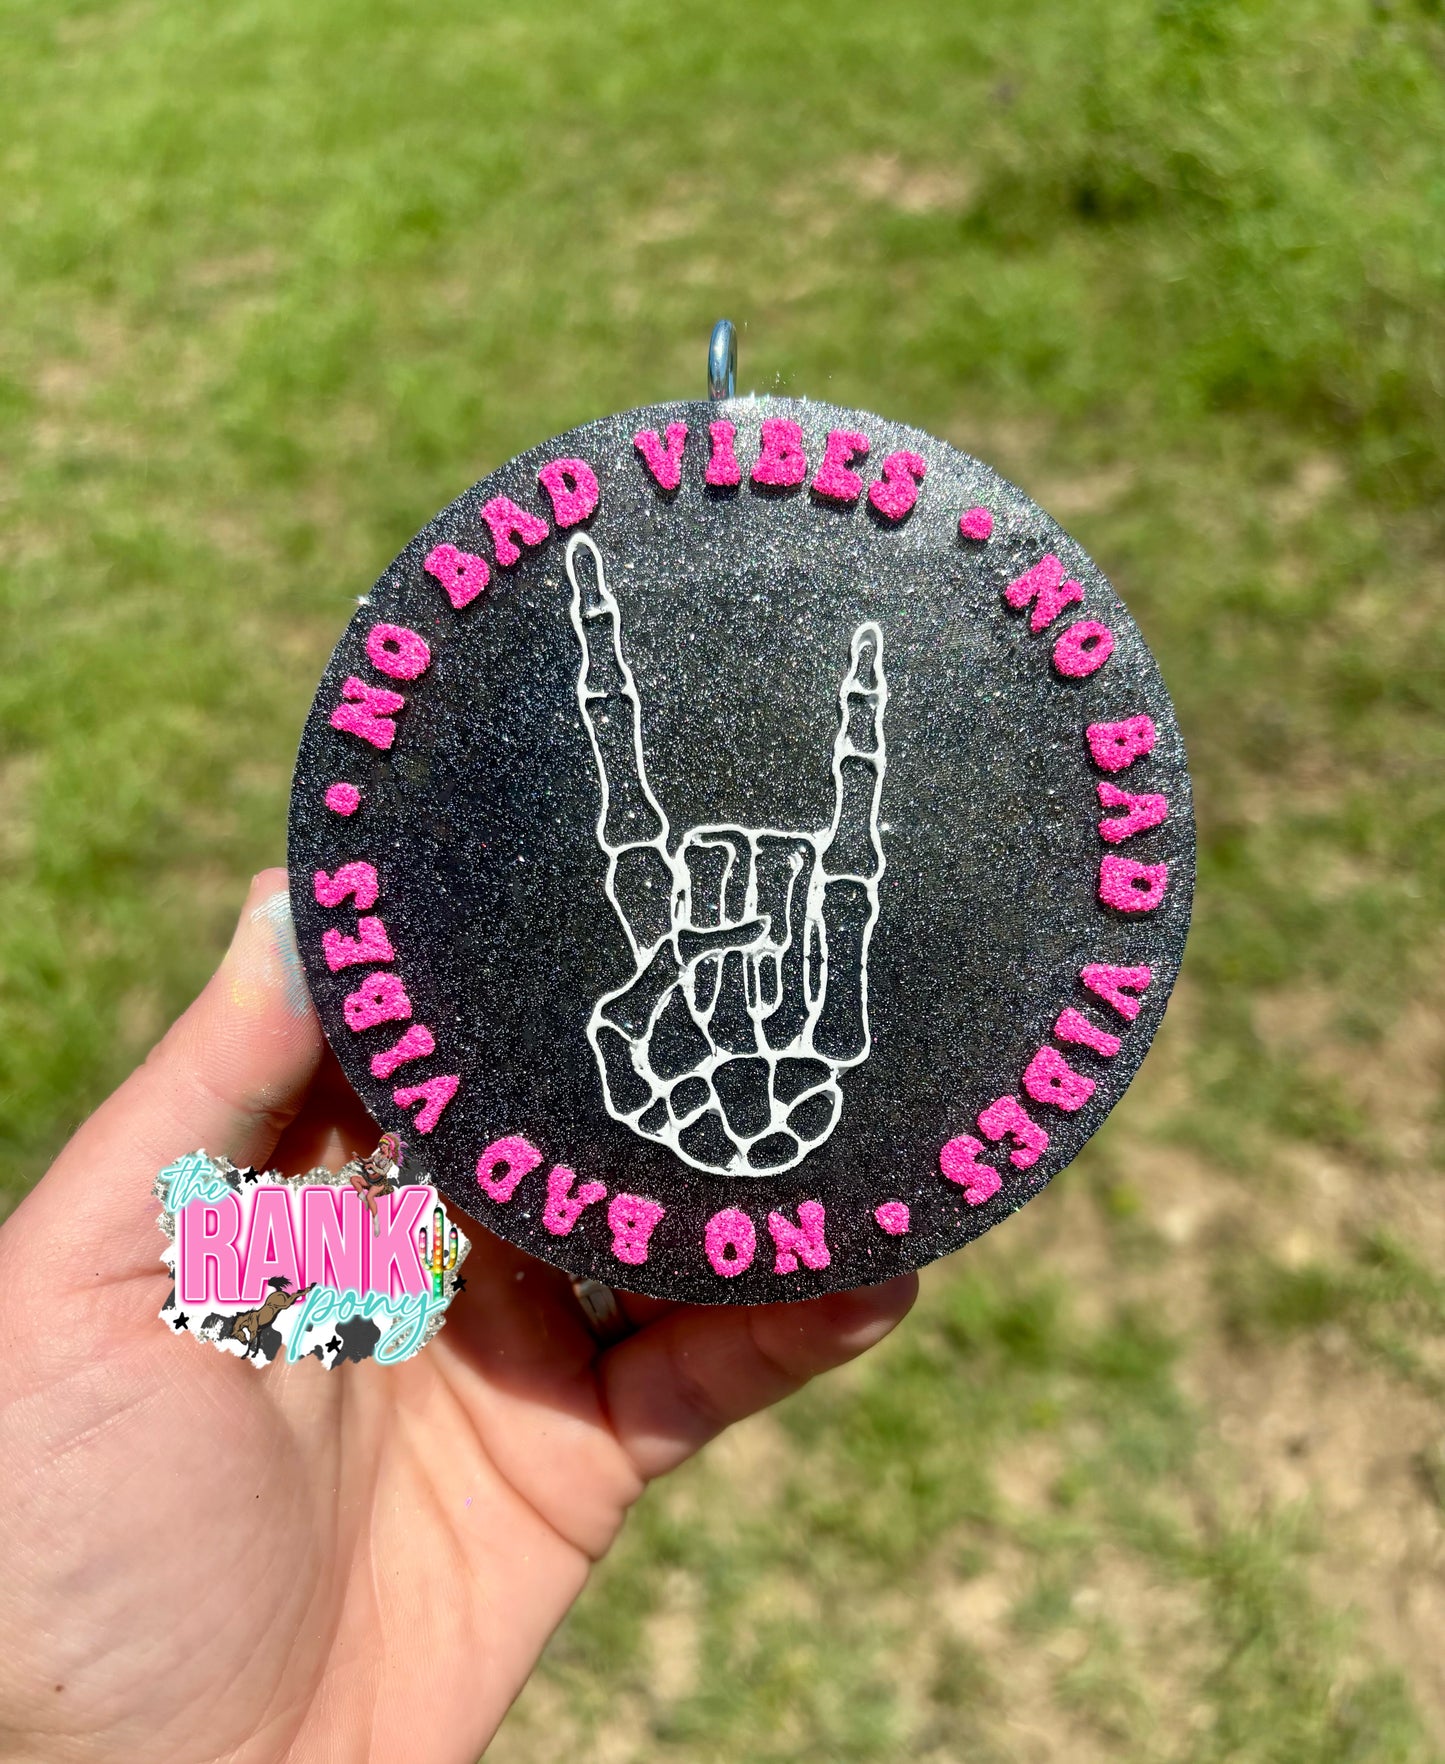 NO BAD VIBES • NO BAD VIBES • NO BAD VIBES •
the
RANK
pony